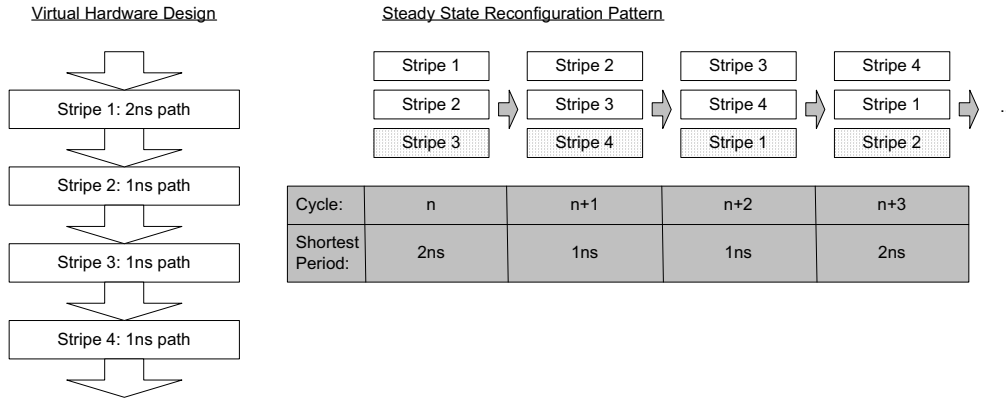 Virtual Hardware Design
Stripe 1: 2ns path
Stripe 2: 1ns path
Stripe 3: 1ns path
Stripe 4: 1ns path
Steady State Reconfiguration Pattern
Stripe 1 Stripe 2 Stripe 3 Stripe 4
Stripe 2 Stripe 3 Stripe 4 Stripe 1 .
Stripe 3 Stripe 4 Stripe 1 Stripe 2
Cycle: n n+1 n+2 n+3
Shortest
Period: 2ns 1ns 1ns 2ns